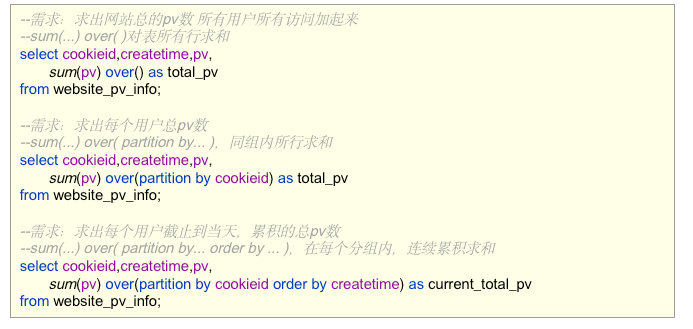 --需求：求出网站总的pv数 所有用户所有访问加起来
--sum(...) over( )对表所有行求和
select cookieid,createtime,pv,
sum(pv) over() as total_pv
from website_pv_info;
--需求：求出每个用户总pv数
--sum(...) over( partition by... )，同组内所行求和
select cookieid,createtime,pv,
sum(pv) over(partition by cookieid) as total_pv
from website_pv_info;
--需求：求出每个用户截止到当天，累积的总pv数
--sum(...) over( partition by... order by ... )，在每个分组内，连续累积求和
select cookieid,createtime,pv,
sum(pv) over(partition by cookieid order by createtime) as current_total_pv
from website_pv_info;